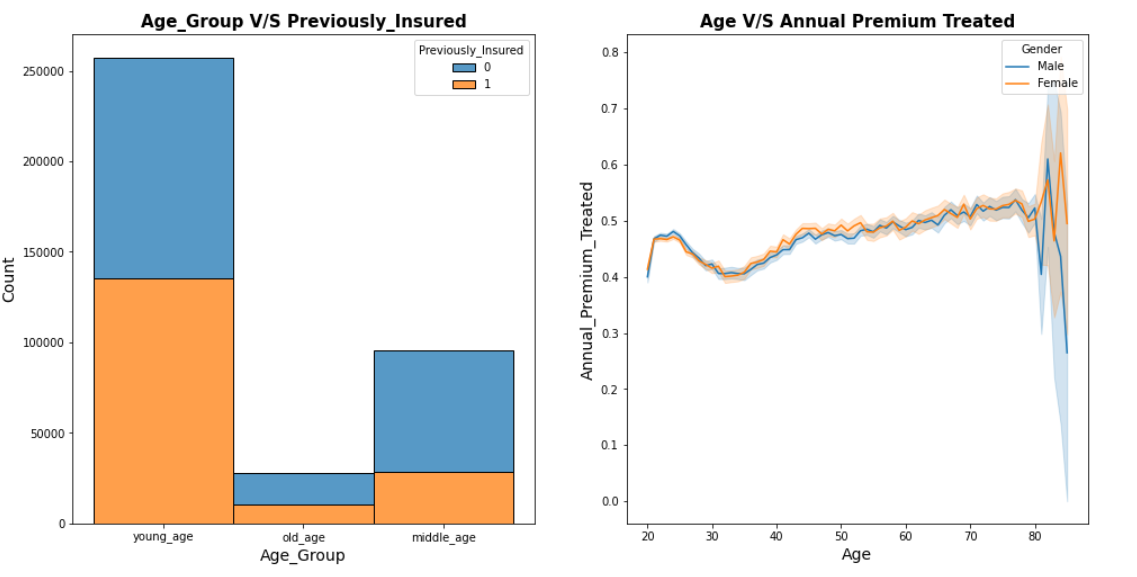 Age_Group V/S Previously_Insured
Previously_Insured
0
1
250000
200000
150000
100000
50000
0
Count
young_age old_age middle_age
Age_Group
Age V/S Annual Premium Treated
Gender
Male
Female
0.8
0.7
0.6
0.5
0.4
0.3
0.2
0.1
0.0
Annual_Premium_Treated
20 30 40 50 60 70 80
Age